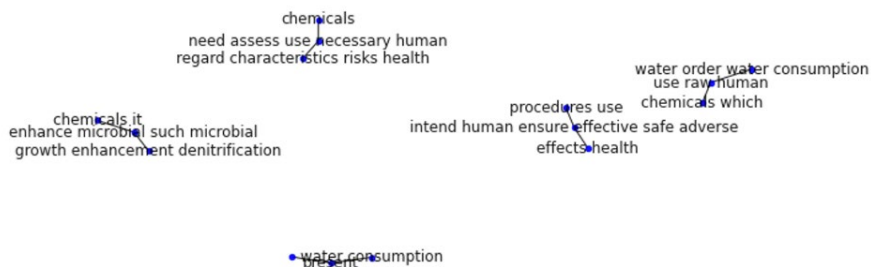 chemicals
need assess use necessary human
regard characteristics risks health
water order water consumption
use raw human
chemicals which
procedures use
intend human ensure effective safe adverse
effects health
chemicals it
enhance microbial such microbial
growth enhancement denitrification
water consumption
present